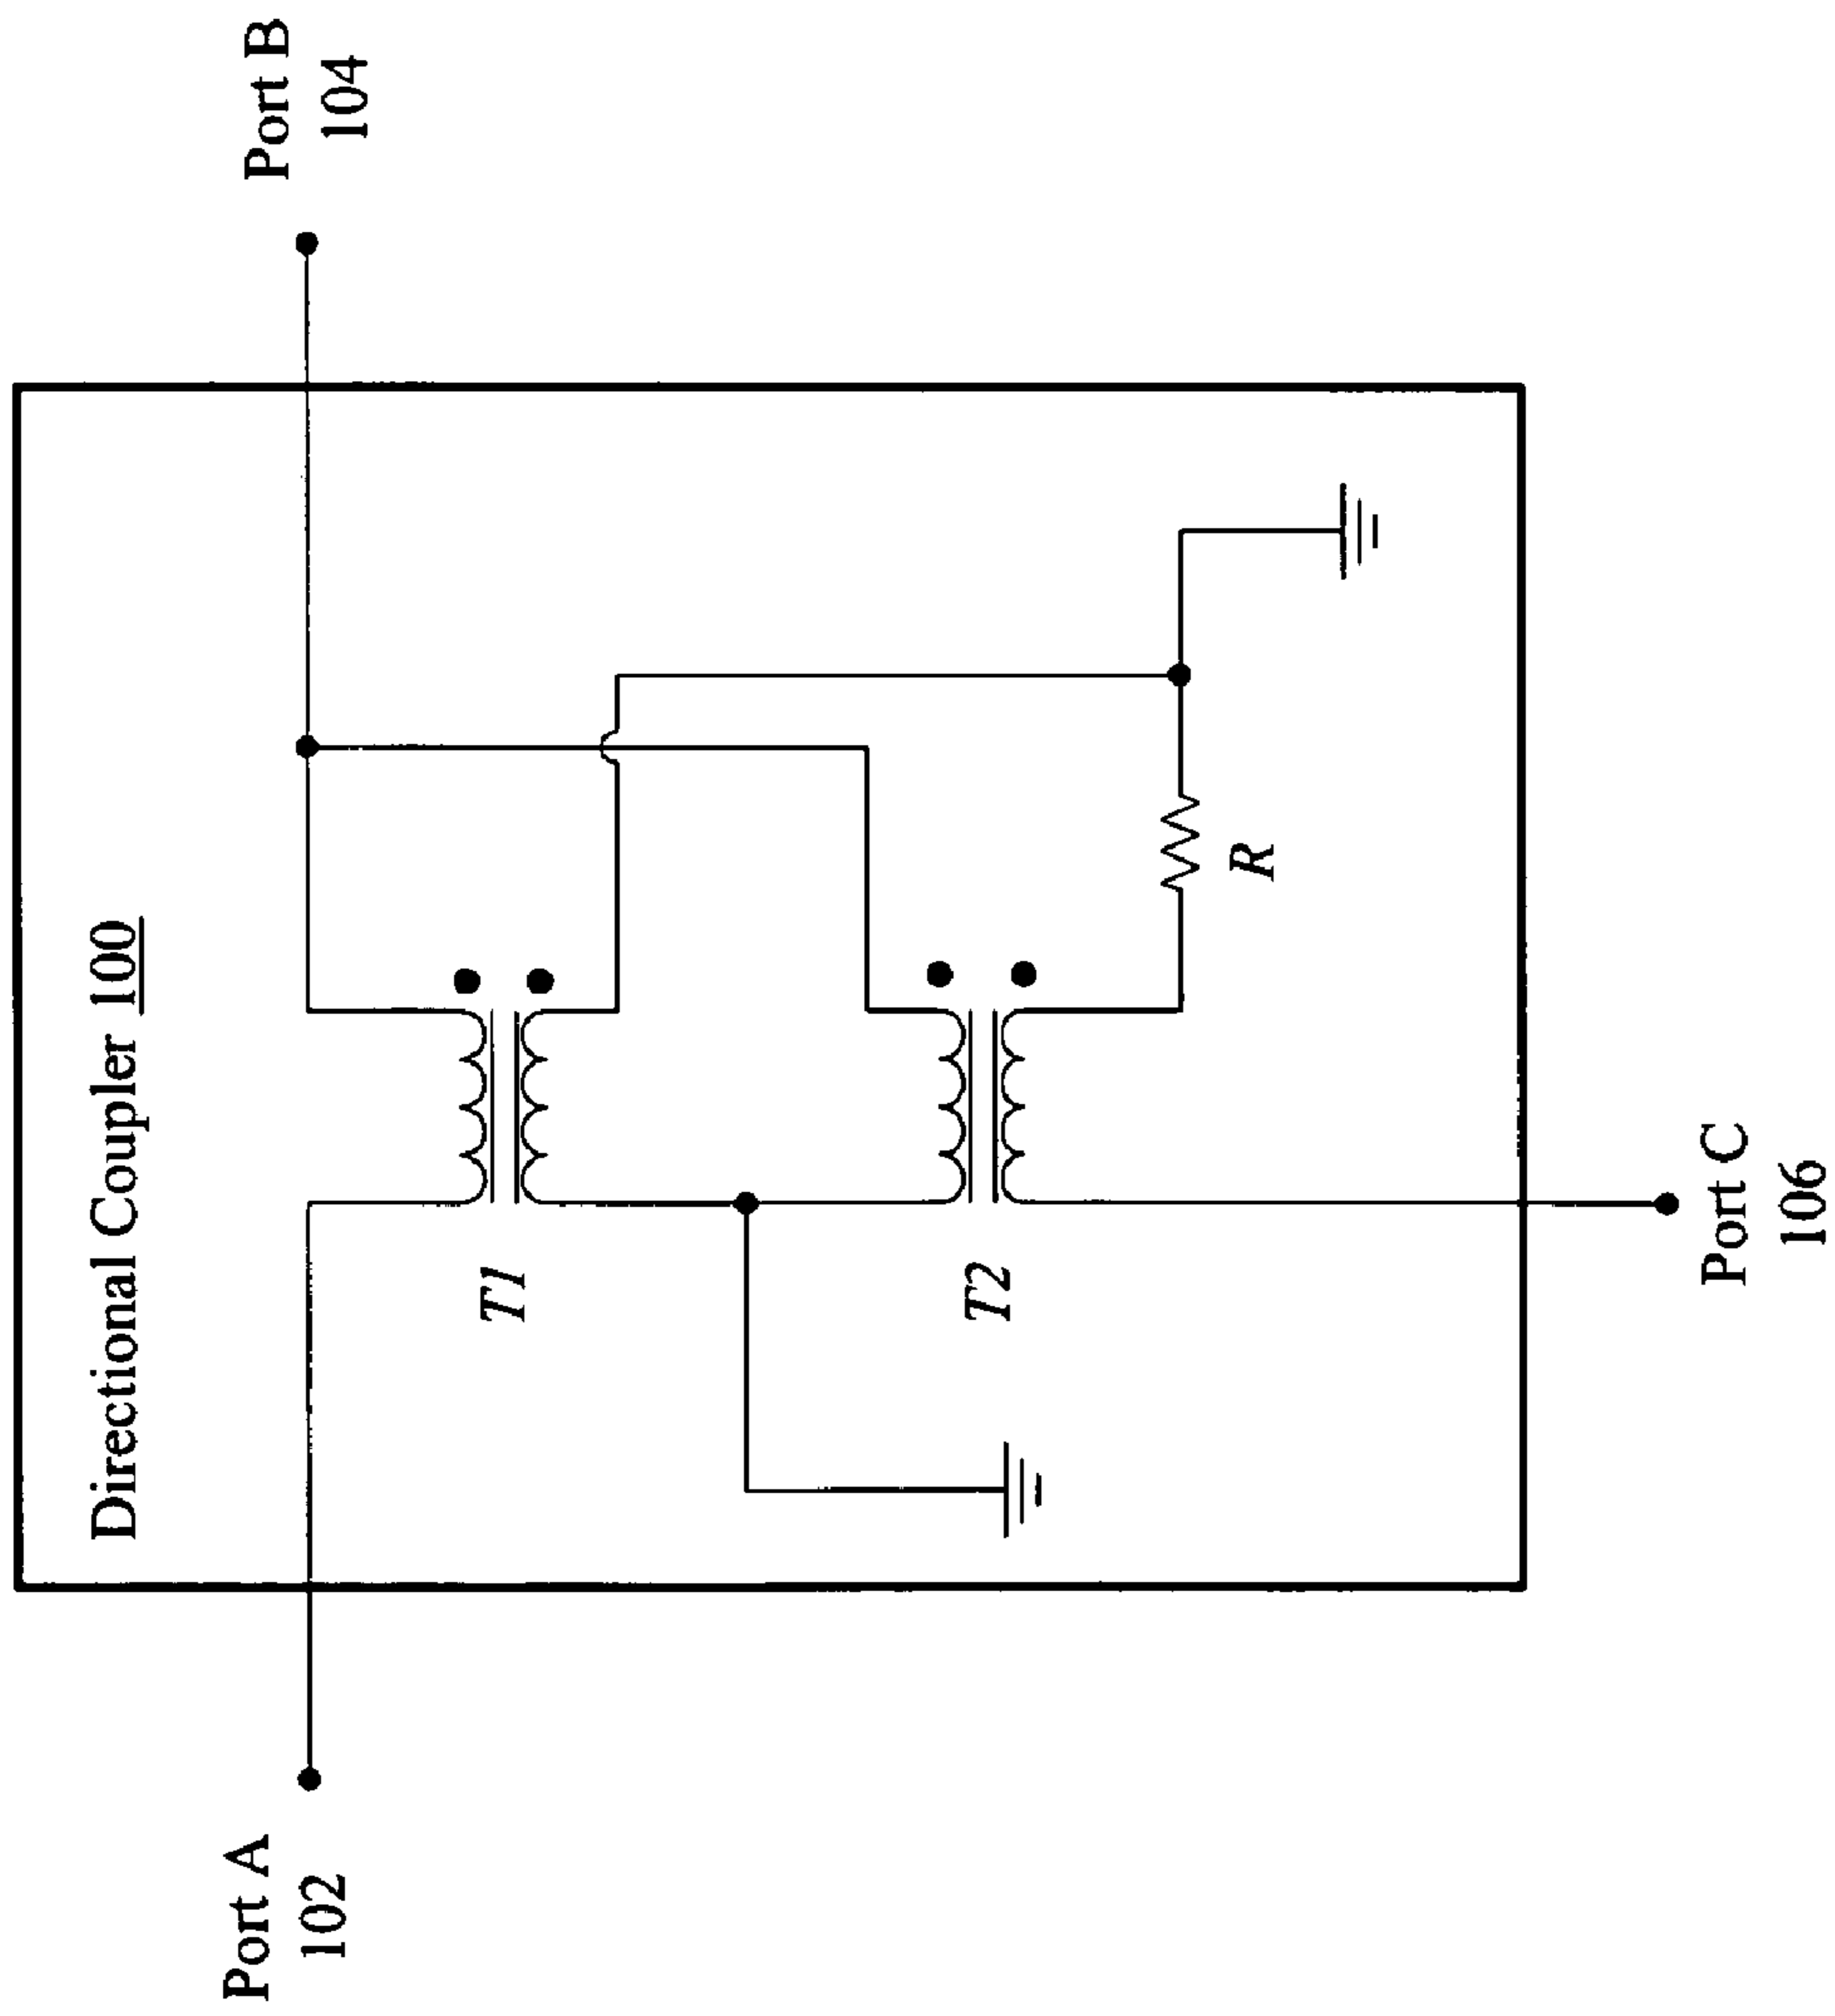 Directional Coupler 100
Port A
102
Port B
104
T1
T2
R
Port C
106